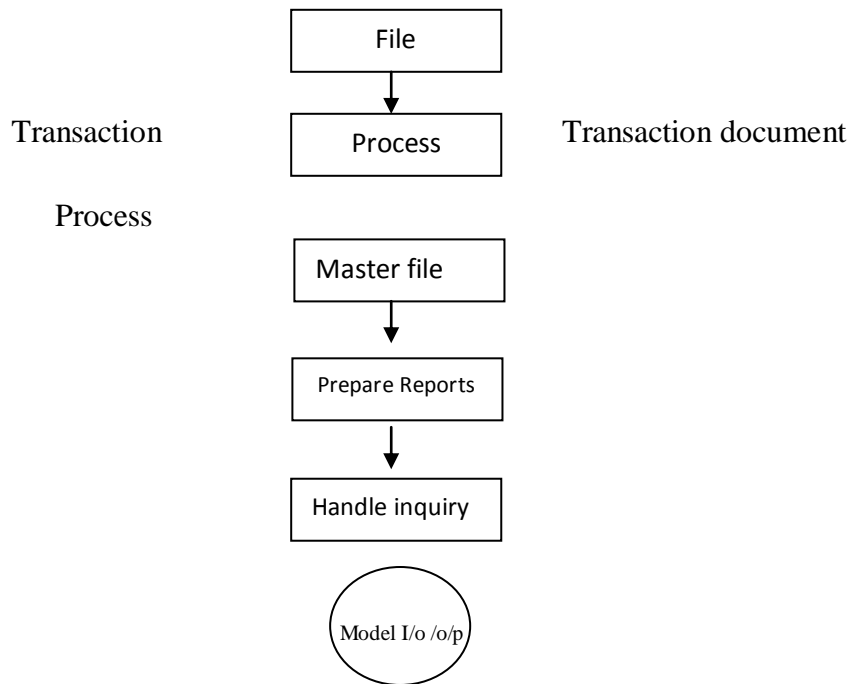 File
Transaction
Process
Transaction document
Process
Master file
Prepare Reports
Handle inquiry
Model I/o /o/p